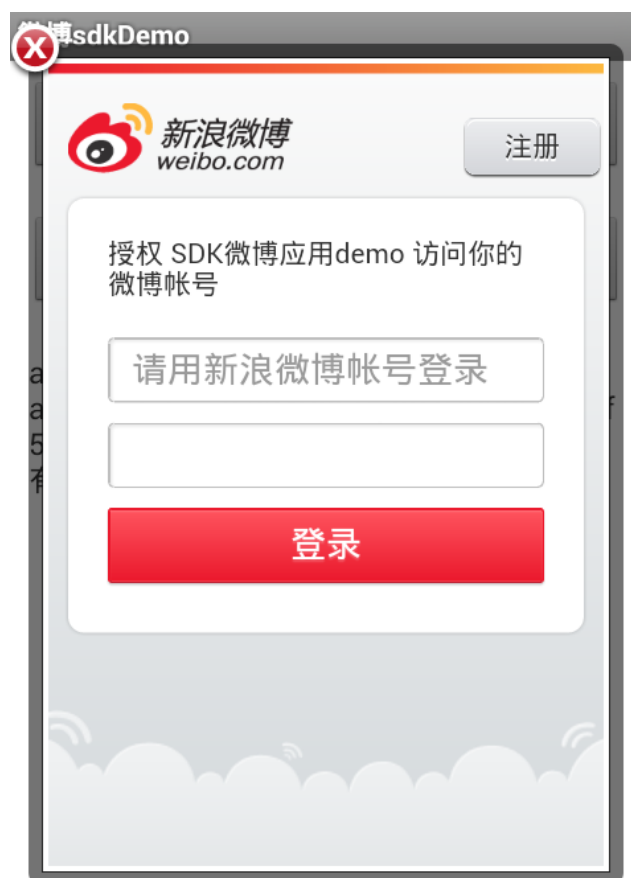 微博sdkDemo
新浪微博
weibo.com
注册
授权 SDK微博应用demo 访问你的
微博帐号
请用新浪微博帐号登录
登录